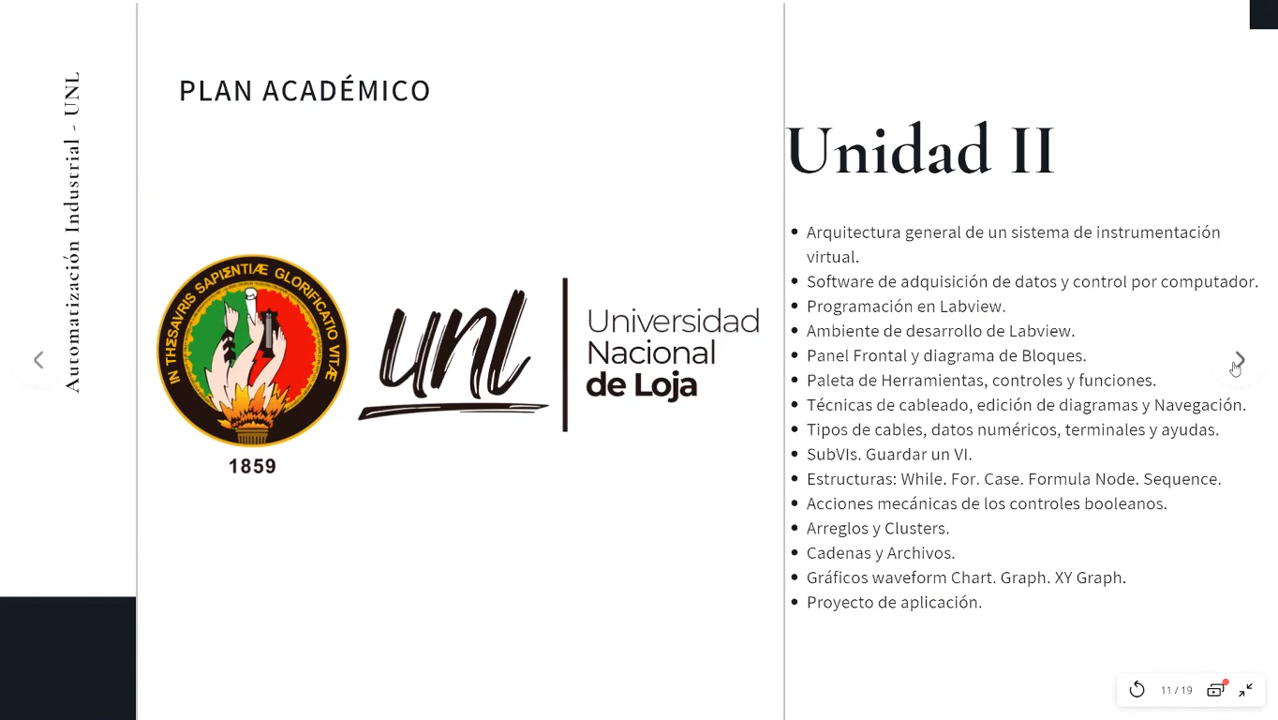 Automatización Industrial - UNL
PLAN ACADÉMICO
IN THESAVRIS SAPIENTIÆ GLORIFICATIO VITÆ
1859
unl
Universidad
Nacional
de Loja
Unidad II
• Arquitectura general de un sistema de instrumentación
virtual.
• Software de adquisición de datos y control por computador.
• Programación en Labview.
• Ambiente de desarrollo de Labview.
• Panel Frontal y diagrama de Bloques.
• Paleta de Herramientas, controles y funciones.
• Técnicas de cableado, edición de diagramas y Navegación.
• Tipos de cables, datos numéricos, terminales y ayudas.
• SubVIs. Guardar un VI.
• Estructuras: While. For. Case. Formula Node. Sequence.
• Acciones mecánicas de los controles booleanos.
• Arreglos y Clusters.
• Cadenas y Archivos.
• Gráficos waveform Chart. Graph. XY Graph.
• Proyecto de aplicación.
11 / 19